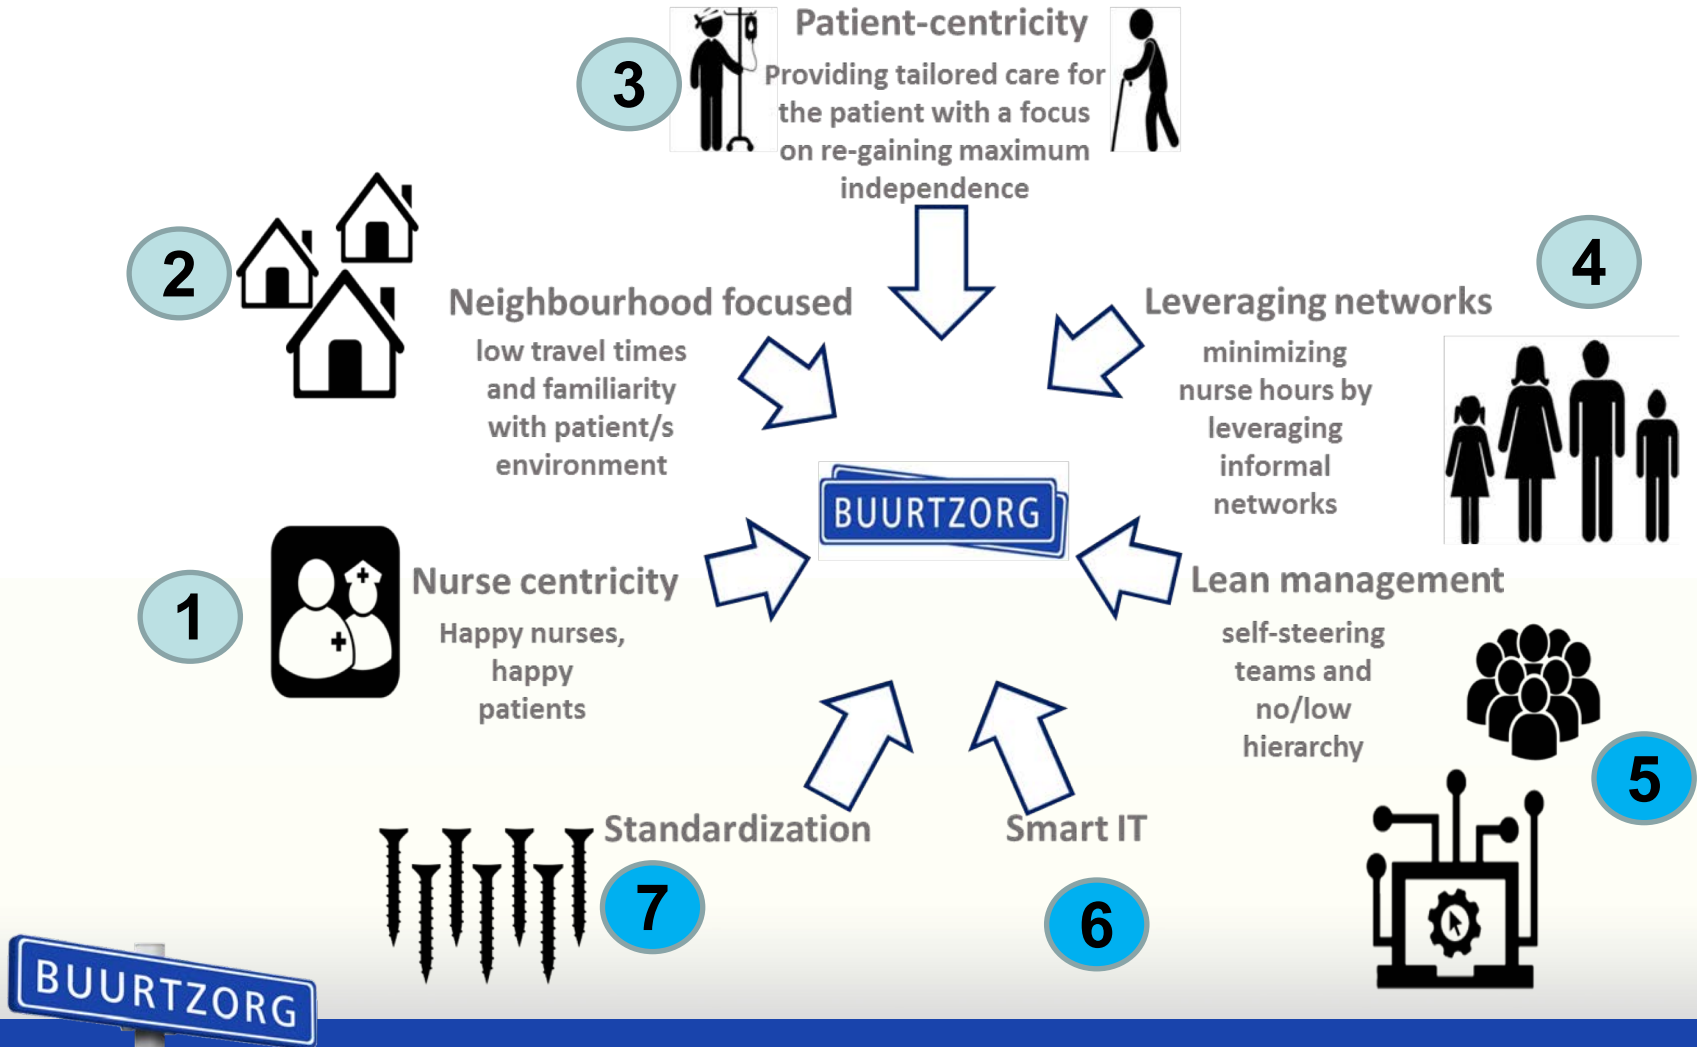 3
Patient-centricity
Providing tailored care for
the patient with a focus
on re-gaining maximum
independence
2
Neighbourhood focused
low travel times
and familiarity
with patient/s
environment
4
Leveraging networks
minimizing
nurse hours by
leveraging
informal
networks
BUURTZORG
1
Nurse centricity
Happy nurses,
happy
patients
Lean management
self-steering
teams and
no/low
hierarchy
5
Standardization
7
Smart IT
6
BUURTZORG